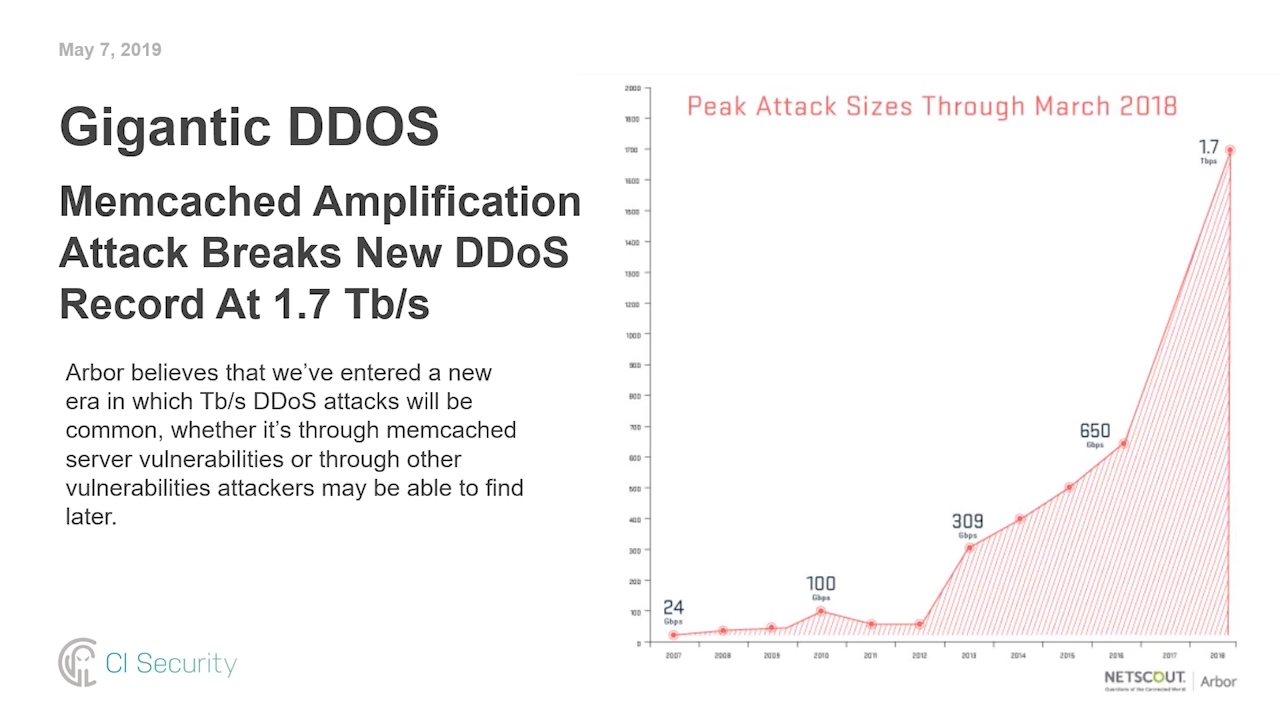 May 7, 2019
Gigantic DDOS
Memcached Amplification
Attack Breaks New DDoS
Record At 1.7 Tb/s
Arbor believes that we’ve entered a new
era in which Tb/s DDoS attacks will be
common, whether it’s through memcached
server vulnerabilities or through other
vulnerabilities attackers may be able to find
later.
CI Security
Peak Attack Sizes Through March 2018
2000
1800
1700
1600
1500
1400
1300
1200
1100
1000
900
800
700
600
500
400
300
200
100
0
24
Gbps
100
Gbps
309
Gbps
650
Gbps
1.7
Tbps
2007 2008 2009 2010 2011 2012 2013 2014 2015 2016 2017 2018
NETSCOUT. Arbor
Guardians of the Connected World